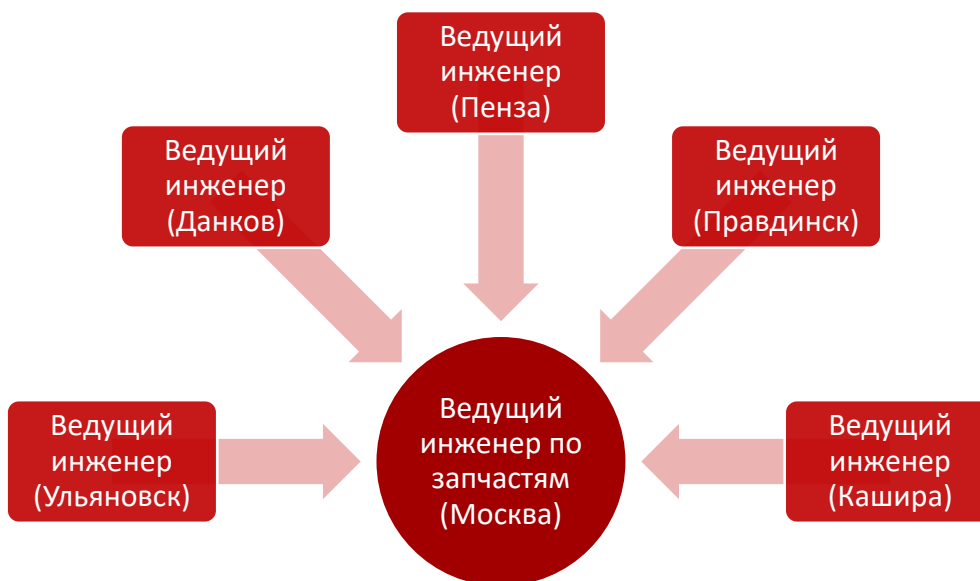 Ведущий
инженер
(Пенза)
Ведущий
инженер
(Данков)
Ведущий
инженер
(Правдинск)
Ведущий
инженер
(Ульяновск)
Ведущий
инженер по
запчастям
(Москва)
Ведущий
инженер
(Кашира)